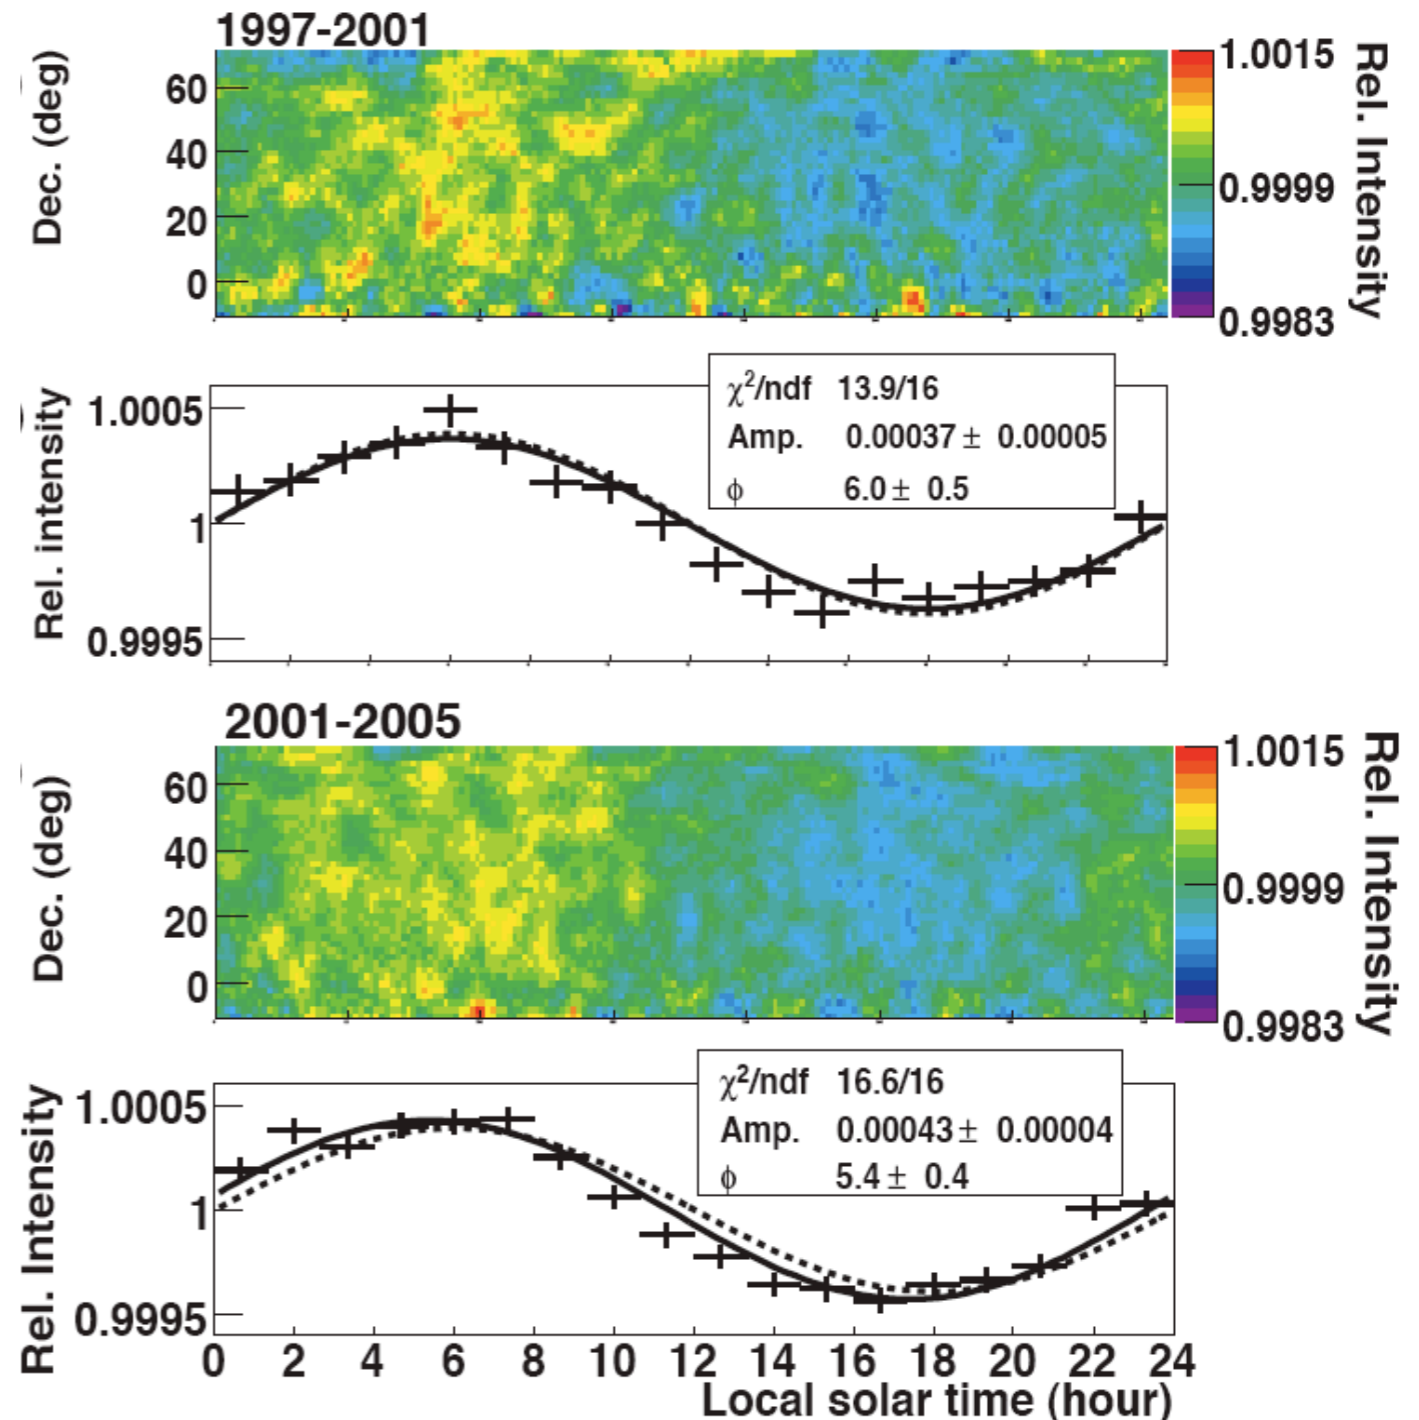 1997-2001
Dec. (deg)
60
40
20
0
1.0015
0.9999
0.9983
Rel. Intensity
Rel. intensity
1.0005
1
0.9995
χ²/ndf 13.9/16
Amp. 0.00037 ± 0.00005
ϕ 6.0 ± 0.5
2001-2005
Dec. (deg)
60
40
20
0
1.0015
0.9999
0.9983
Rel. Intensity
Rel. Intensity
1.0005
1
0.9995
χ²/ndf 16.6/16
Amp. 0.00043 ± 0.00004
ϕ 5.4 ± 0.4
0 2 4 6 8 10 12 14 16 18 20 22 24
Local solar time (hour)